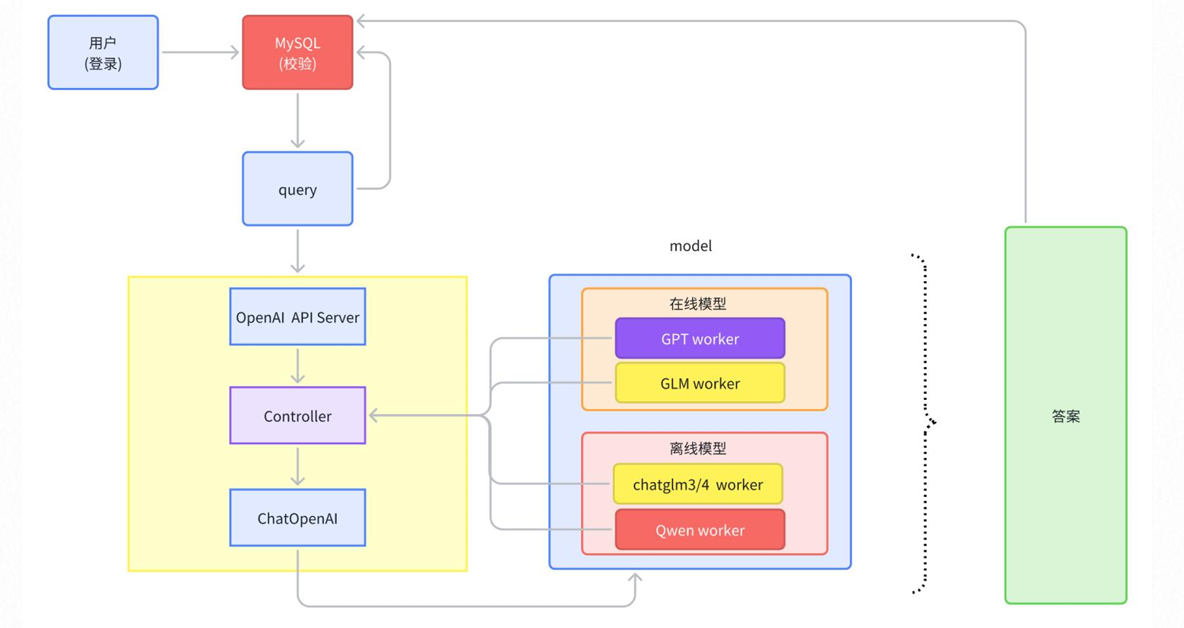 用户
(登录)
MySQL
(校验)
query
model
OpenAI API Server
Controller
ChatOpenAI
在线模型
GPT worker
GLM worker
离线模型
chatglm3/4 worker
Qwen worker
答案